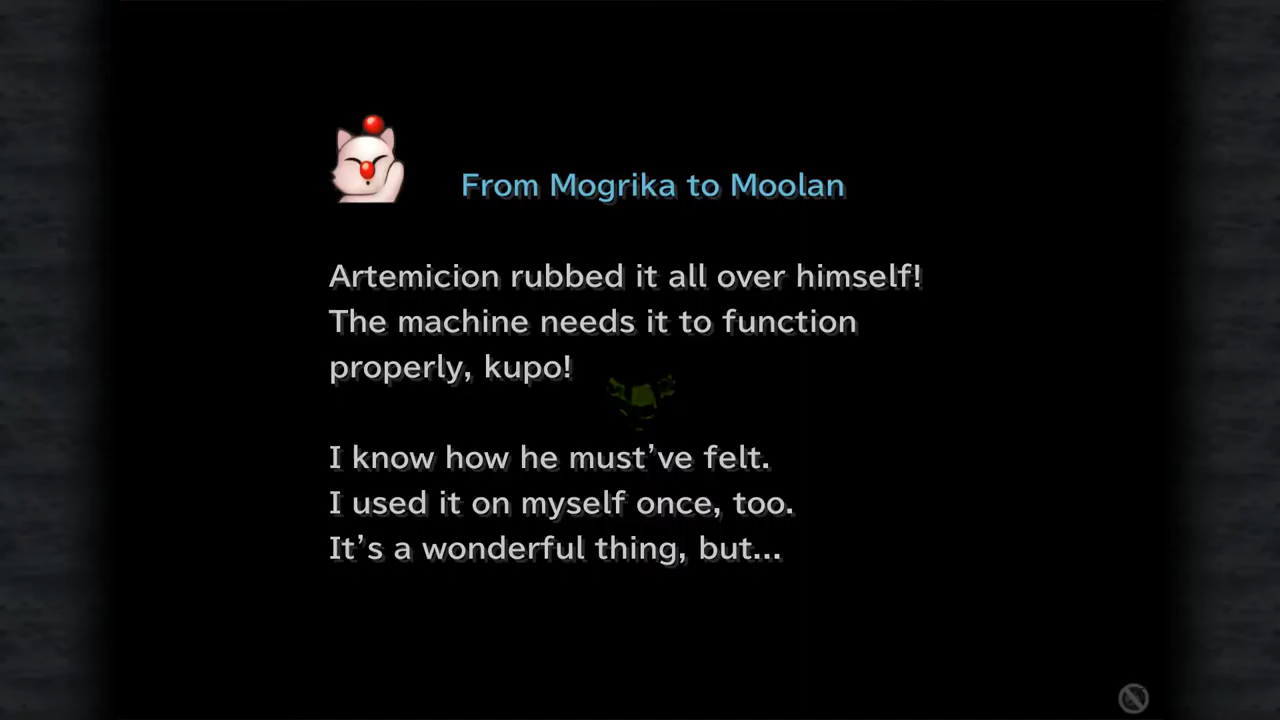 From Mogrika to Moolan
Artemicion rubbed it all over himself!
The machine needs it to function
properly, kupo!
I know how he must’ve felt.
I used it on myself once, too.
It’s a wonderful thing, but...